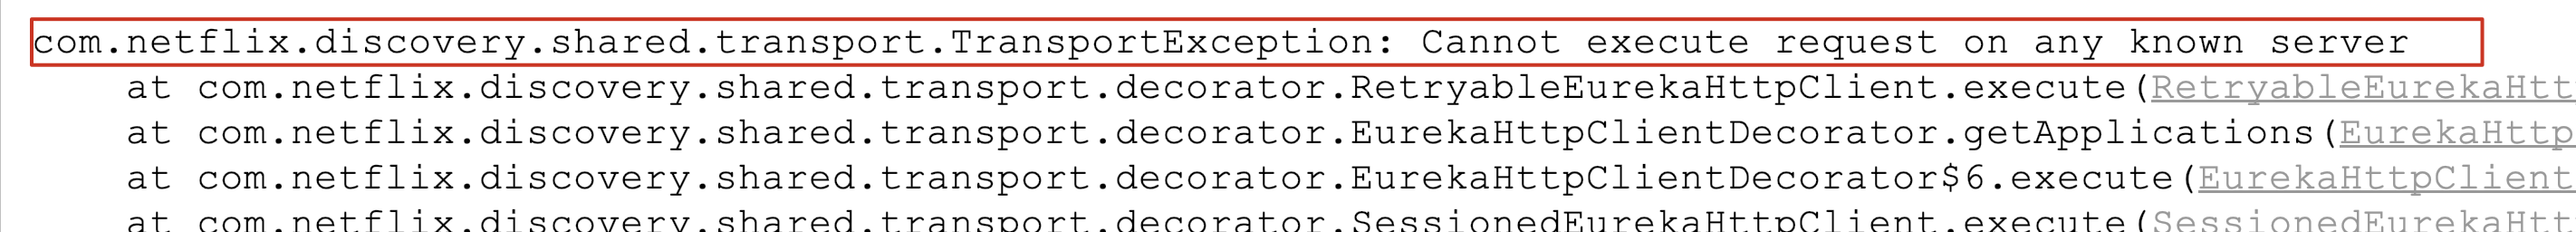 com.netflix.discovery.shared.transport.TransportException: Cannot execute request on any known server
at com.netflix.discovery.shared.transport.decorator.RetryableEurekaHttpClient.execute(RetryableEurekaHtt
at com.netflix.discovery.shared.transport.decorator.EurekaHttpClientDecorator.getApplications(EurekaHttp
at com.netflix.discovery.shared.transport.decorator.EurekaHttpClientDecorator$6.execute(EurekaHttpClient
at com.netflix.discovery.shared.transport.decorator.SessionedEurekaHttpClient.execute(SessionedEurekaHtt